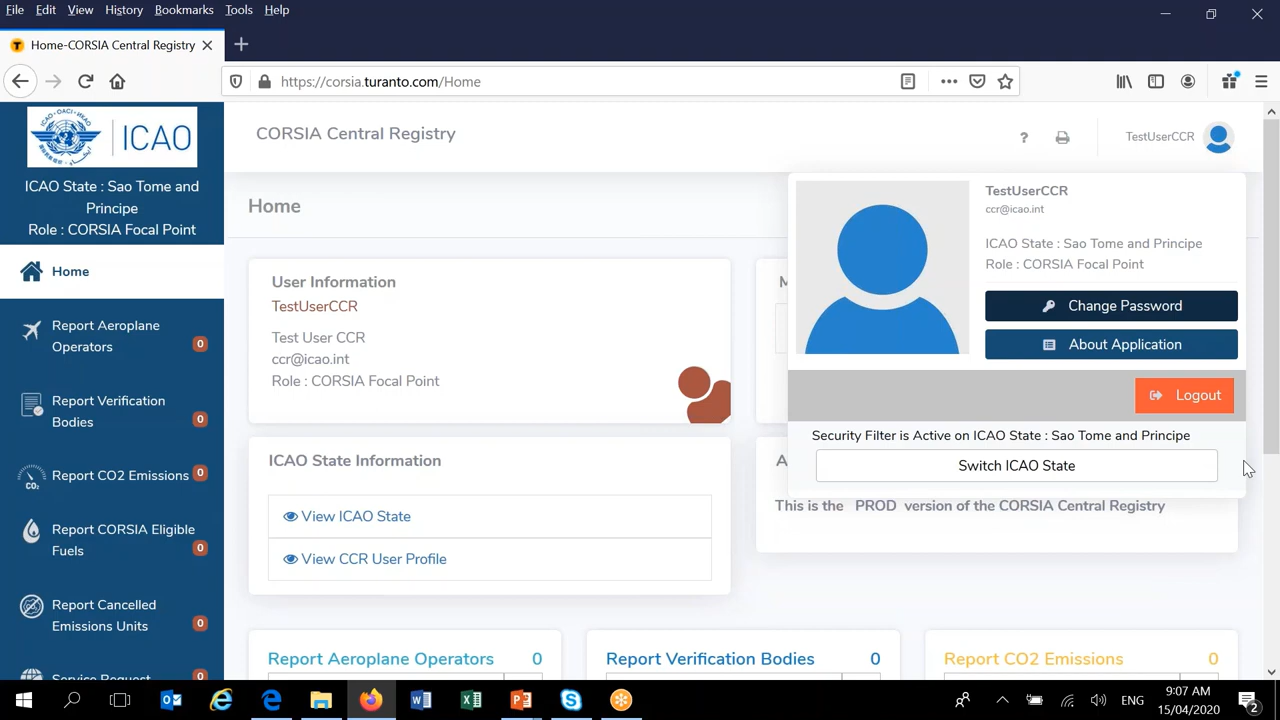 File Edit View History Bookmarks Tools Help
Home-CORSIA Central Registry
https://corsia.turanto.com/Home
ICAO
ICAO State : Sao Tome and
Principe
Role : CORSIA Focal Point
Home
Report Aeroplane
Operators 0
Report Verification
Bodies 0
CO2
Report CO2 Emissions 0
Report CORSIA Eligible
Fuels 0
Report Cancelled
Emissions Units 0
Service Request
CORSIA Central Registry
? TestUserCCR
Home
User Information
TestUserCCR
Test User CCR
ccr@icao.int
Role : CORSIA Focal Point
M
TestUserCCR
ccr@icao.int
ICAO State : Sao Tome and Principe
Role : CORSIA Focal Point
Change Password
About Application
Logout
Security Filter is Active on ICAO State : Sao Tome and Principe
Switch ICAO State
ICAO State Information
View ICAO State
View CCR User Profile
A
This is the PROD version of the CORSIA Central Registry
Report Aeroplane Operators 0
Report Verification Bodies 0
Report CO2 Emissions 0
ENG
9:07 AM
15/04/2020
2